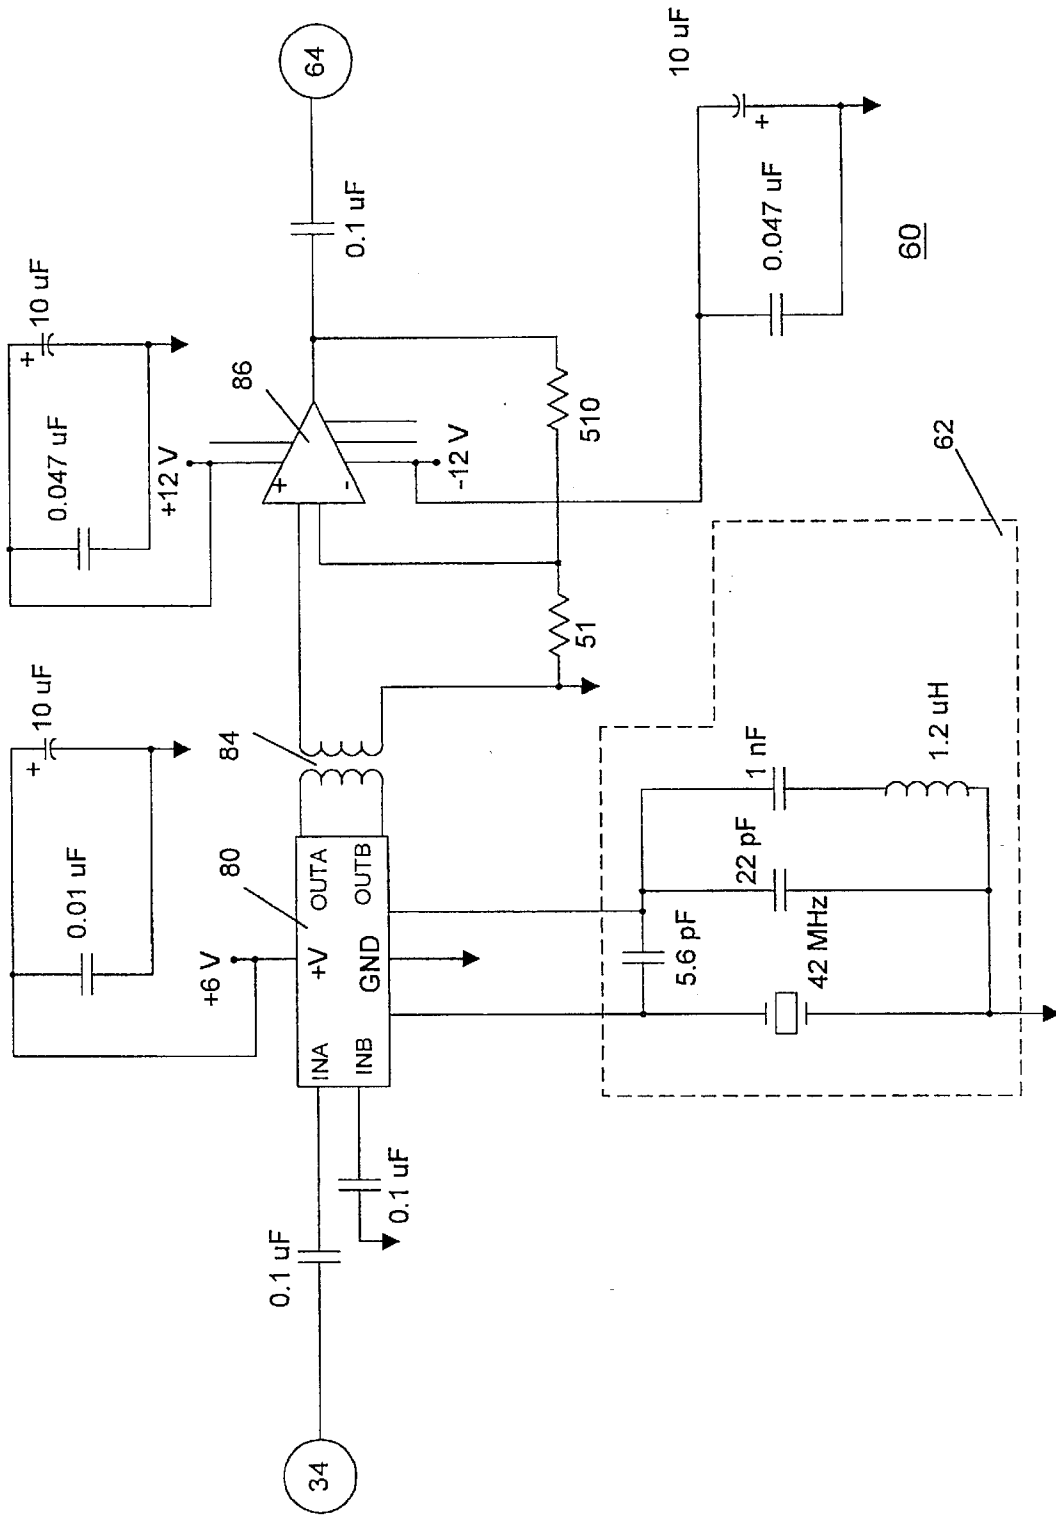 10 uF
0.01 uF
+
+6 V
80
84
INA
+V
OUTA
INB
GND
OUTB
34
0.1 uF
0.1 uF
10 uF
0.047 uF
+
+12 V
86
+
-
-12 V
64
0.1 uF
51
510
10 uF
+
0.047 uF
60
62
5.6 pF
22 pF
1 nF
42 MHz
1.2 uH